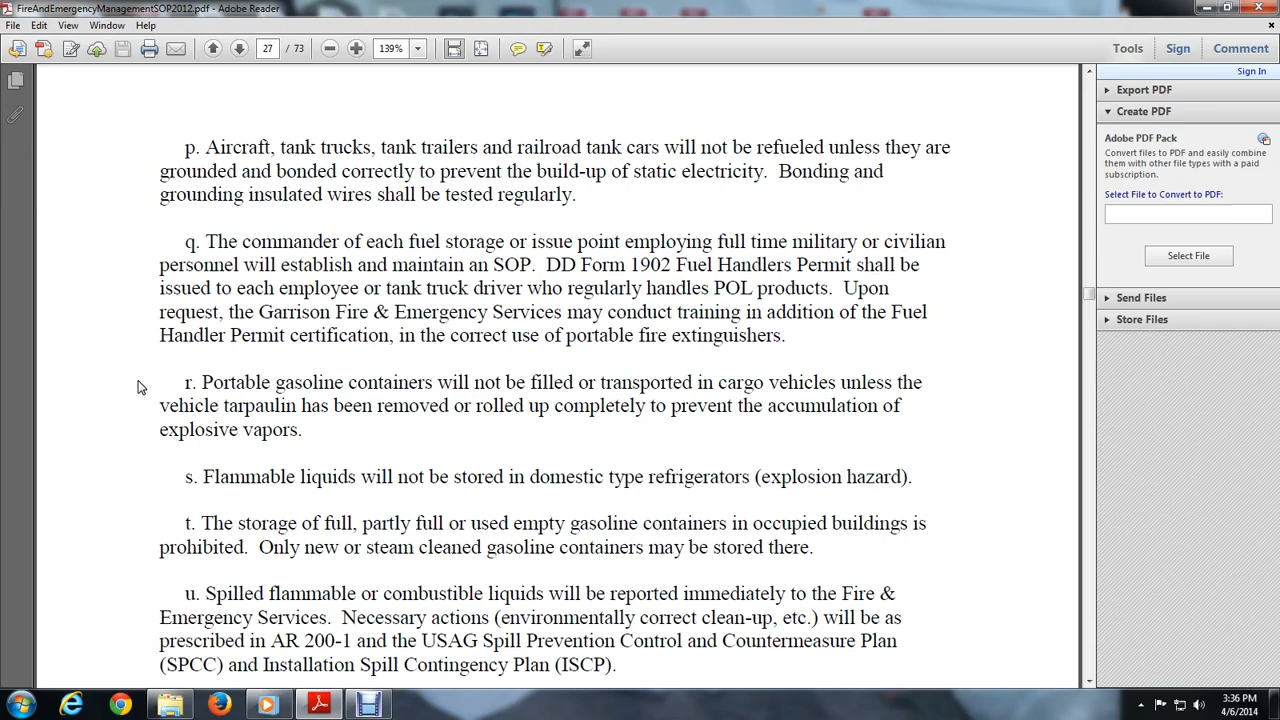 FireAndEmergencyManagementSOP2012.pdf - Adobe Reader
File Edit View Window Help
27 / 73 139% Tools Sign Comment
Sign In
Export PDF
Create PDF
Adobe PDF Pack
Convert files to PDF and easily combine
them with other file types with a paid
subscription.
Select File to Convert to PDF:
Select File
Send Files
Store Files
p. Aircraft, tank trucks, tank trailers and railroad tank cars will not be refueled unless they are
grounded and bonded correctly to prevent the build-up of static electricity. Bonding and
grounding insulated wires shall be tested regularly.
q. The commander of each fuel storage or issue point employing full time military or civilian
personnel will establish and maintain an SOP. DD Form 1902 Fuel Handlers Permit shall be
issued to each employee or tank truck driver who regularly handles POL products. Upon
request, the Garrison Fire & Emergency Services may conduct training in addition of the Fuel
Handler Permit certification, in the correct use of portable fire extinguishers.
r. Portable gasoline containers will not be filled or transported in cargo vehicles unless the
vehicle tarpaulin has been removed or rolled up completely to prevent the accumulation of
explosive vapors.
s. Flammable liquids will not be stored in domestic type refrigerators (explosion hazard).
t. The storage of full, partly full or used empty gasoline containers in occupied buildings is
prohibited. Only new or steam cleaned gasoline containers may be stored there.
u. Spilled flammable or combustible liquids will be reported immediately to the Fire &
Emergency Services. Necessary actions (environmentally correct clean-up, etc.) will be as
prescribed in AR 200-1 and the USAG Spill Prevention Control and Countermeasure Plan
(SPCC) and Installation Spill Contingency Plan (ISCP).
3:36 PM
4/6/2014